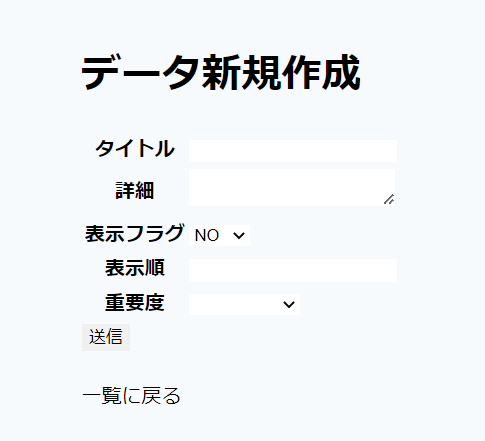 データ新規作成
タイトル
詳細
表示フラグ NO
表示順
重要度
送信
一覧に戻る